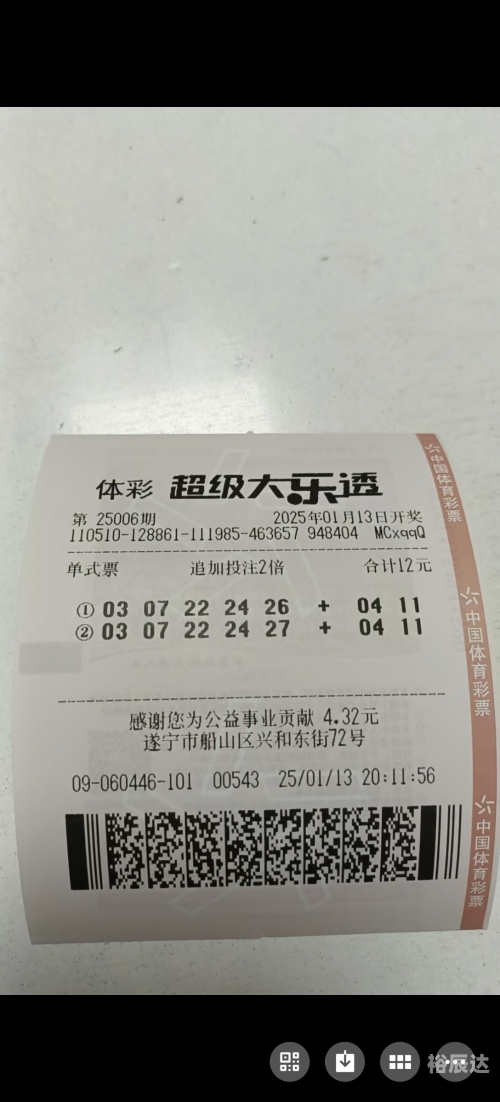 体彩 超级大乐透
第 25006期 2025年01月13日开奖
110510-128861-111985-463657 948404 MCxqqQ
单式票 追加投注2倍 合计12元
① 03 07 22 24 26 + 04 11
② 03 07 22 24 27 + 04 11
感谢您为公益事业贡献 4.32元
遂宁市船山区兴和东街72号
09-060446-101 00543 25/01/13 20:11:56
中国体育彩票
中国体育彩票
中国体育彩票
裕辰达